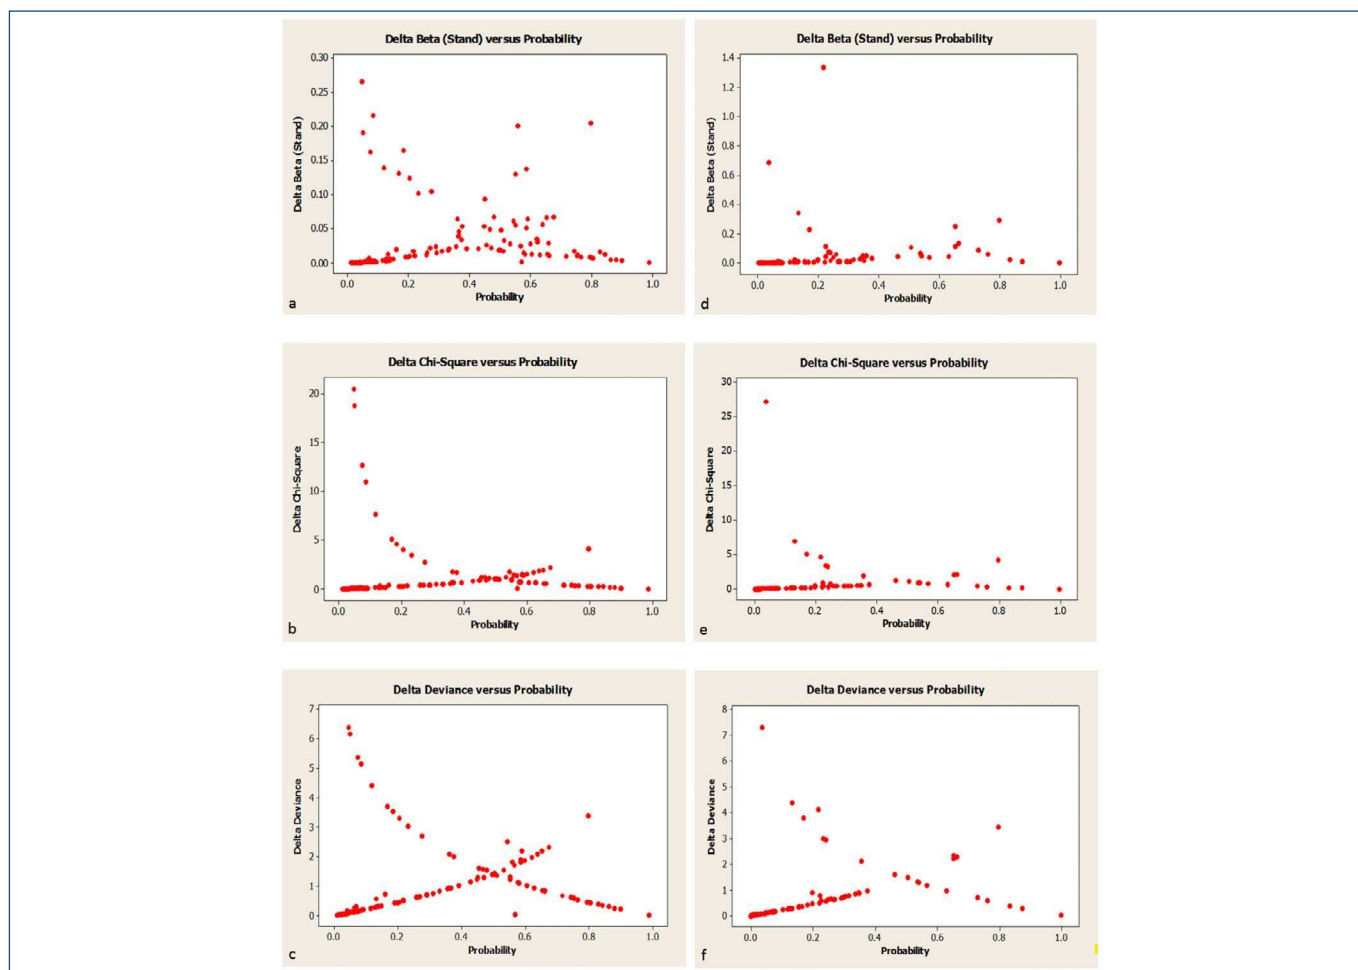 Delta Beta (Stand) versus Probability
0.30
0.25
0.20
0.15
0.10
0.05
0.00
Delta Beta (Stand)
0.0 0.2 0.4 0.6 0.8 1.0
Probability
a
Delta Beta (Stand) versus Probability
1.4
1.2
1.0
0.8
0.6
0.4
0.2
0.0
Delta Beta (Stand)
0.0 0.2 0.4 0.6 0.8 1.0
Probability
d
Delta Chi-Square versus Probability
20
15
10
5
0
Delta Chi-Square
0.0 0.2 0.4 0.6 0.8 1.0
Probability
b
Delta Chi-Square versus Probability
30
25
20
15
10
5
0
Delta Chi-Square
0.0 0.2 0.4 0.6 0.8 1.0
Probability
e
Delta Deviance versus Probability
7
6
5
4
3
2
1
0
Delta Deviance
0.0 0.2 0.4 0.6 0.8 1.0
Probability
c
Delta Deviance versus Probability
8
7
6
5
4
3
2
1
0
Delta Deviance
0.0 0.2 0.4 0.6 0.8 1.0
Probability
f